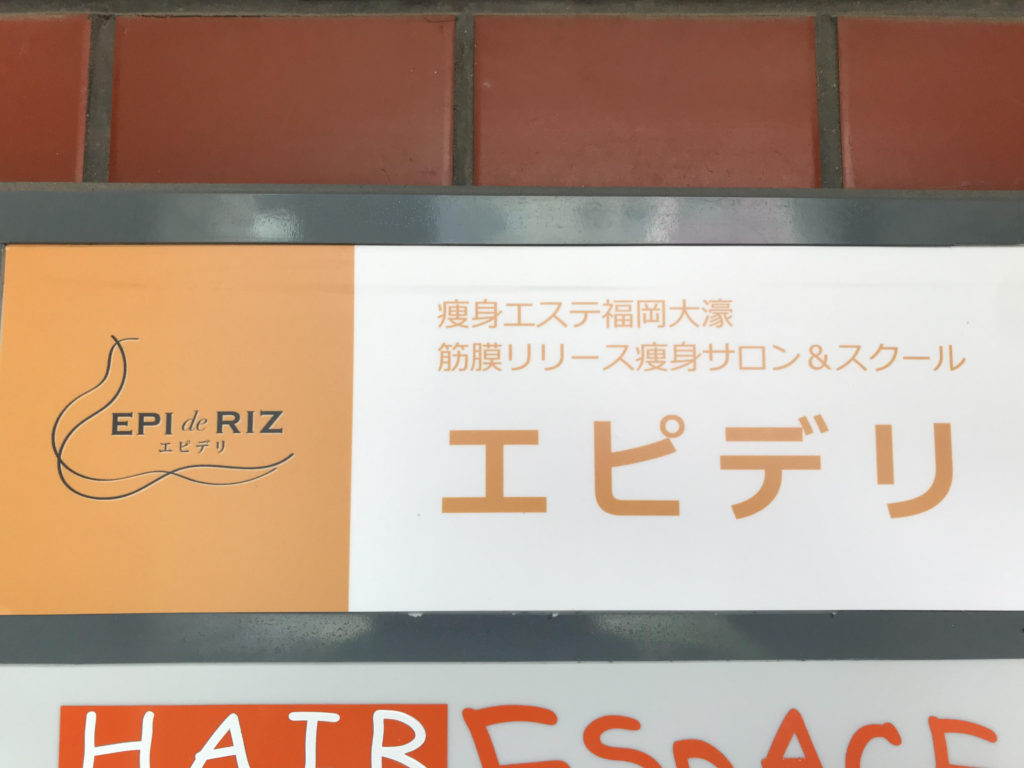 EPI de RIZ
エピデリ
痩身エステ福岡大濠
筋膜リリース痩身サロン＆スクール
エピデリ
HAIR ESPACE